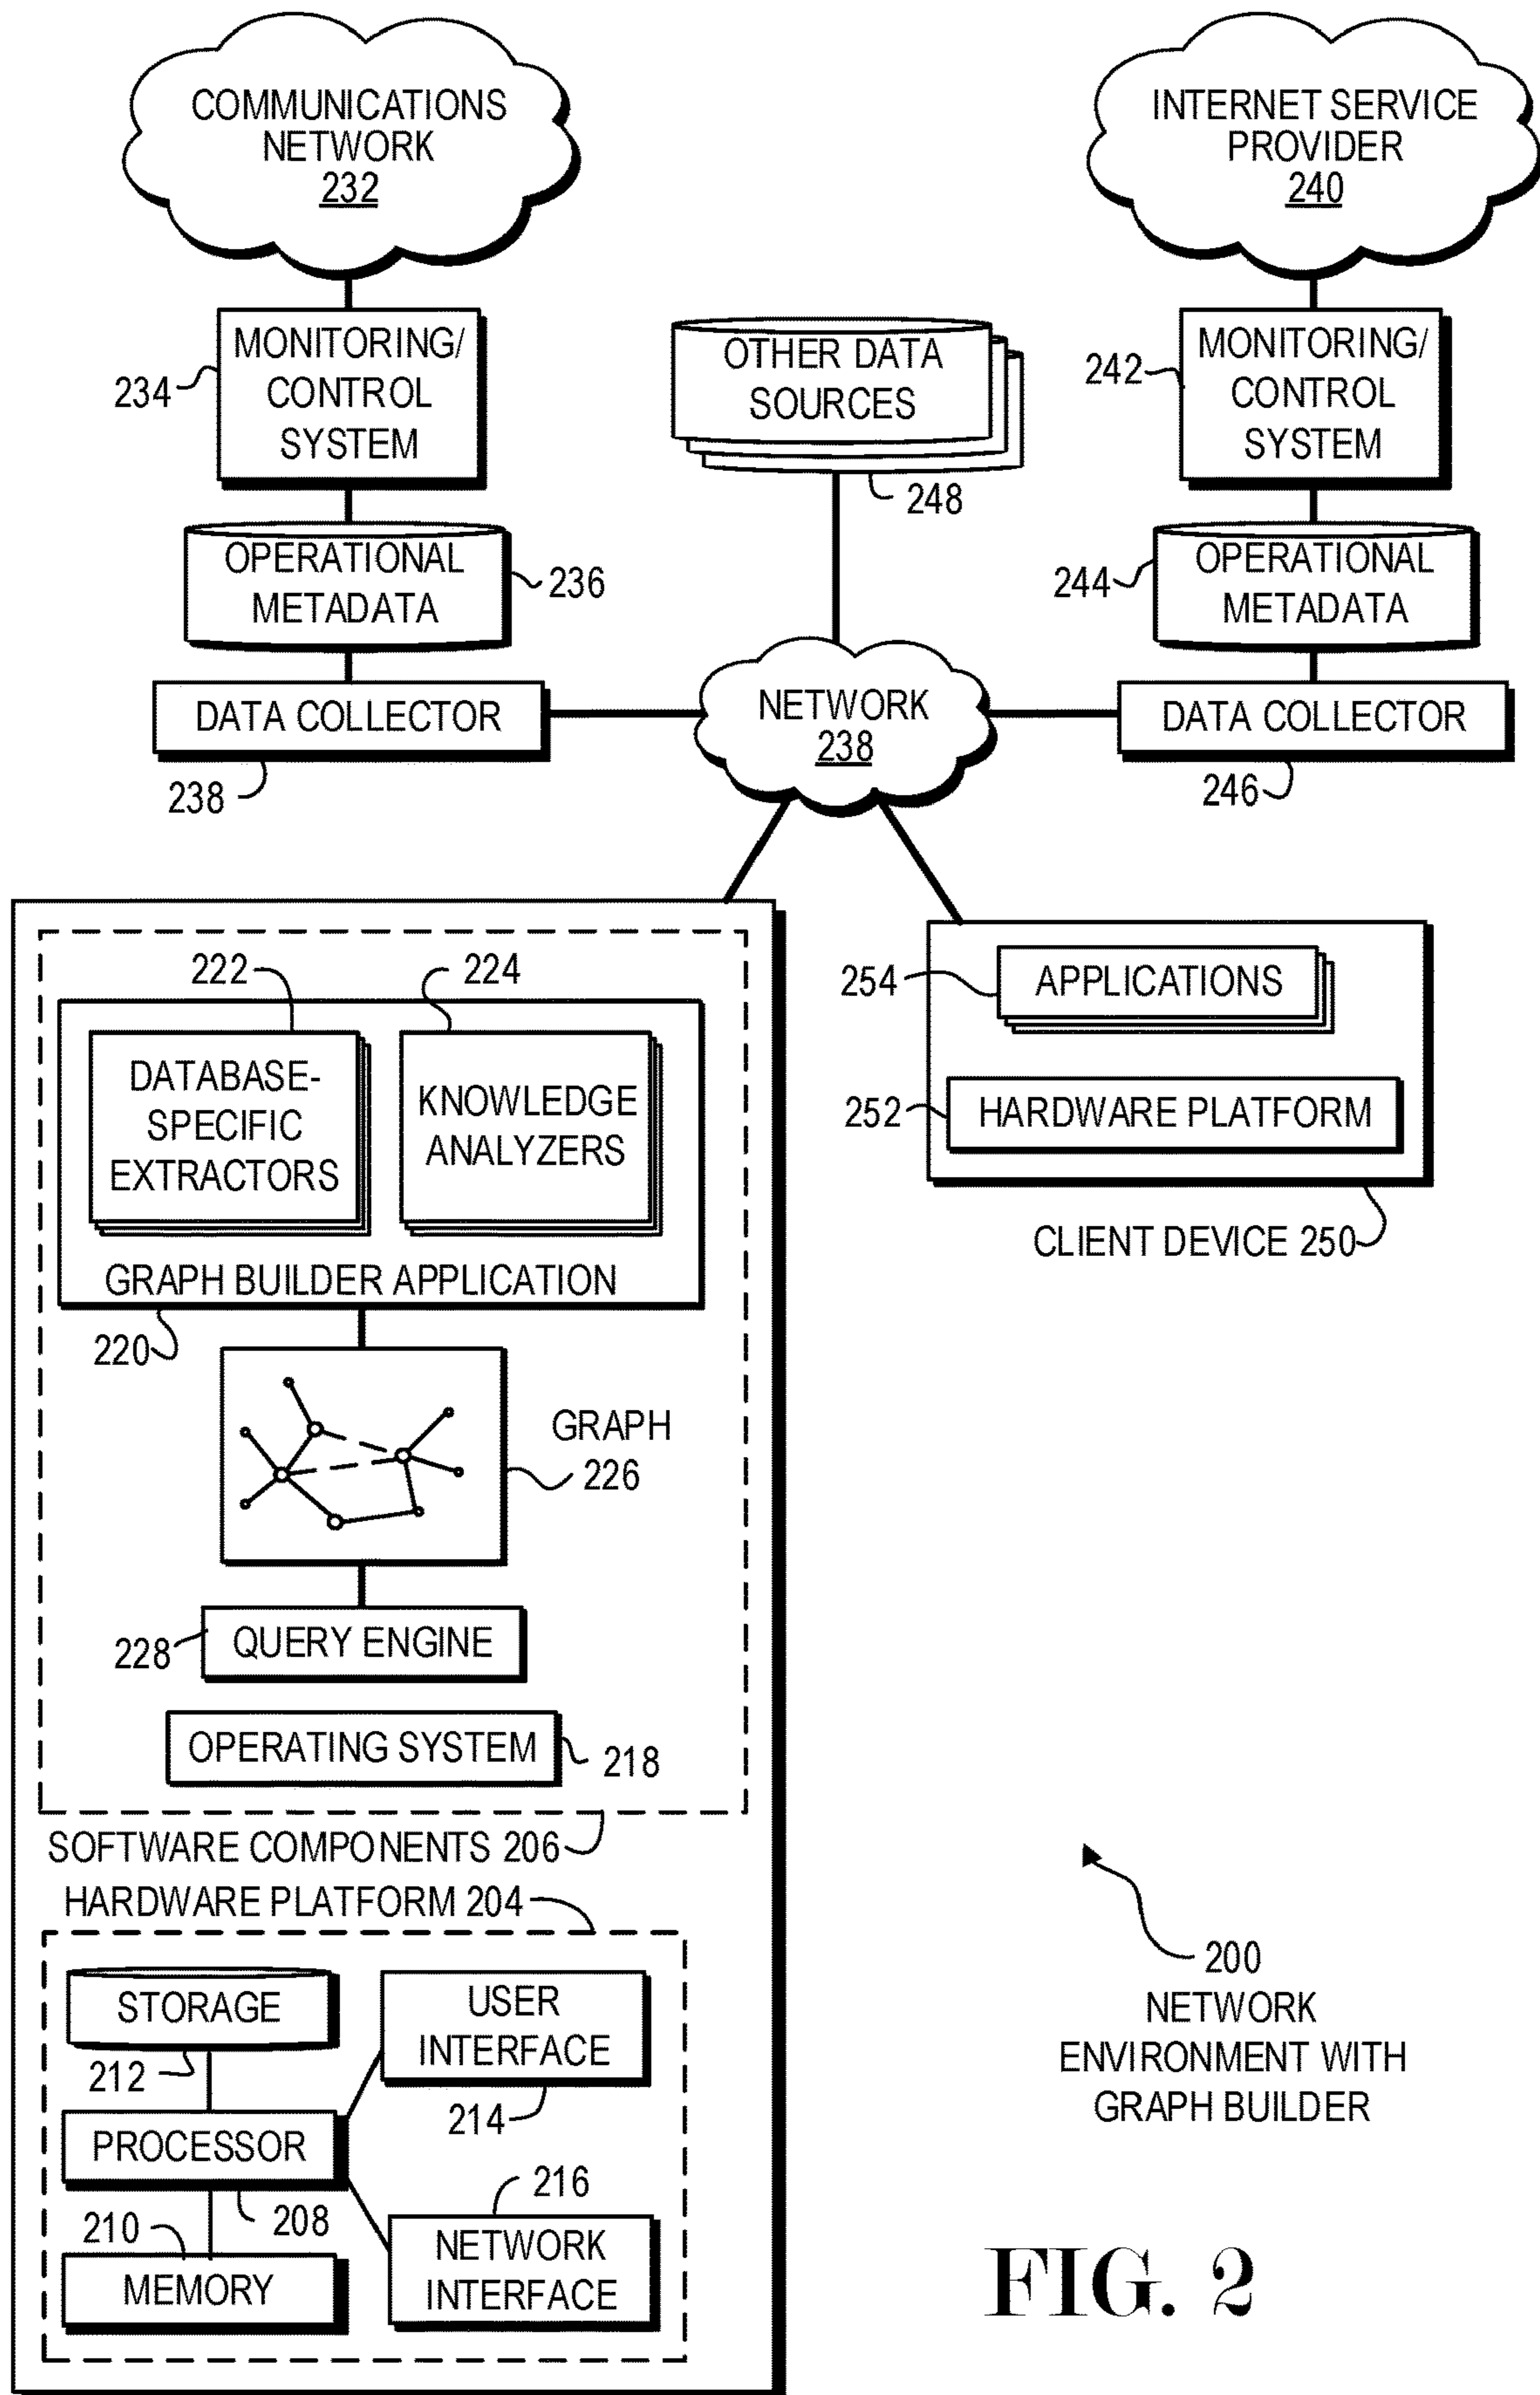 COMMUNICATIONS
NETWORK
232
INTERNET SERVICE
PROVIDER
240
MONITORING/
CONTROL
SYSTEM
234
OTHER DATA
SOURCES
248
MONITORING/
CONTROL
SYSTEM
242
OPERATIONAL
METADATA
236
OPERATIONAL
METADATA
244
DATA COLLECTOR
238
NETWORK
238
DATA COLLECTOR
246
222
224
DATABASE-
SPECIFIC
EXTRACTORS
KNOWLEDGE
ANALYZERS
GRAPH BUILDER APPLICATION
220
254
APPLICATIONS
252
HARDWARE PLATFORM
CLIENT DEVICE 250
GRAPH
226
228
QUERY ENGINE
OPERATING SYSTEM
218
SOFTWARE COMPONENTS 206
HARDWARE PLATFORM 204
STORAGE
212
USER
INTERFACE
214
PROCESSOR
208
216
210
MEMORY
NETWORK
INTERFACE
200
NETWORK
ENVIRONMENT WITH
GRAPH BUILDER
FIG. 2